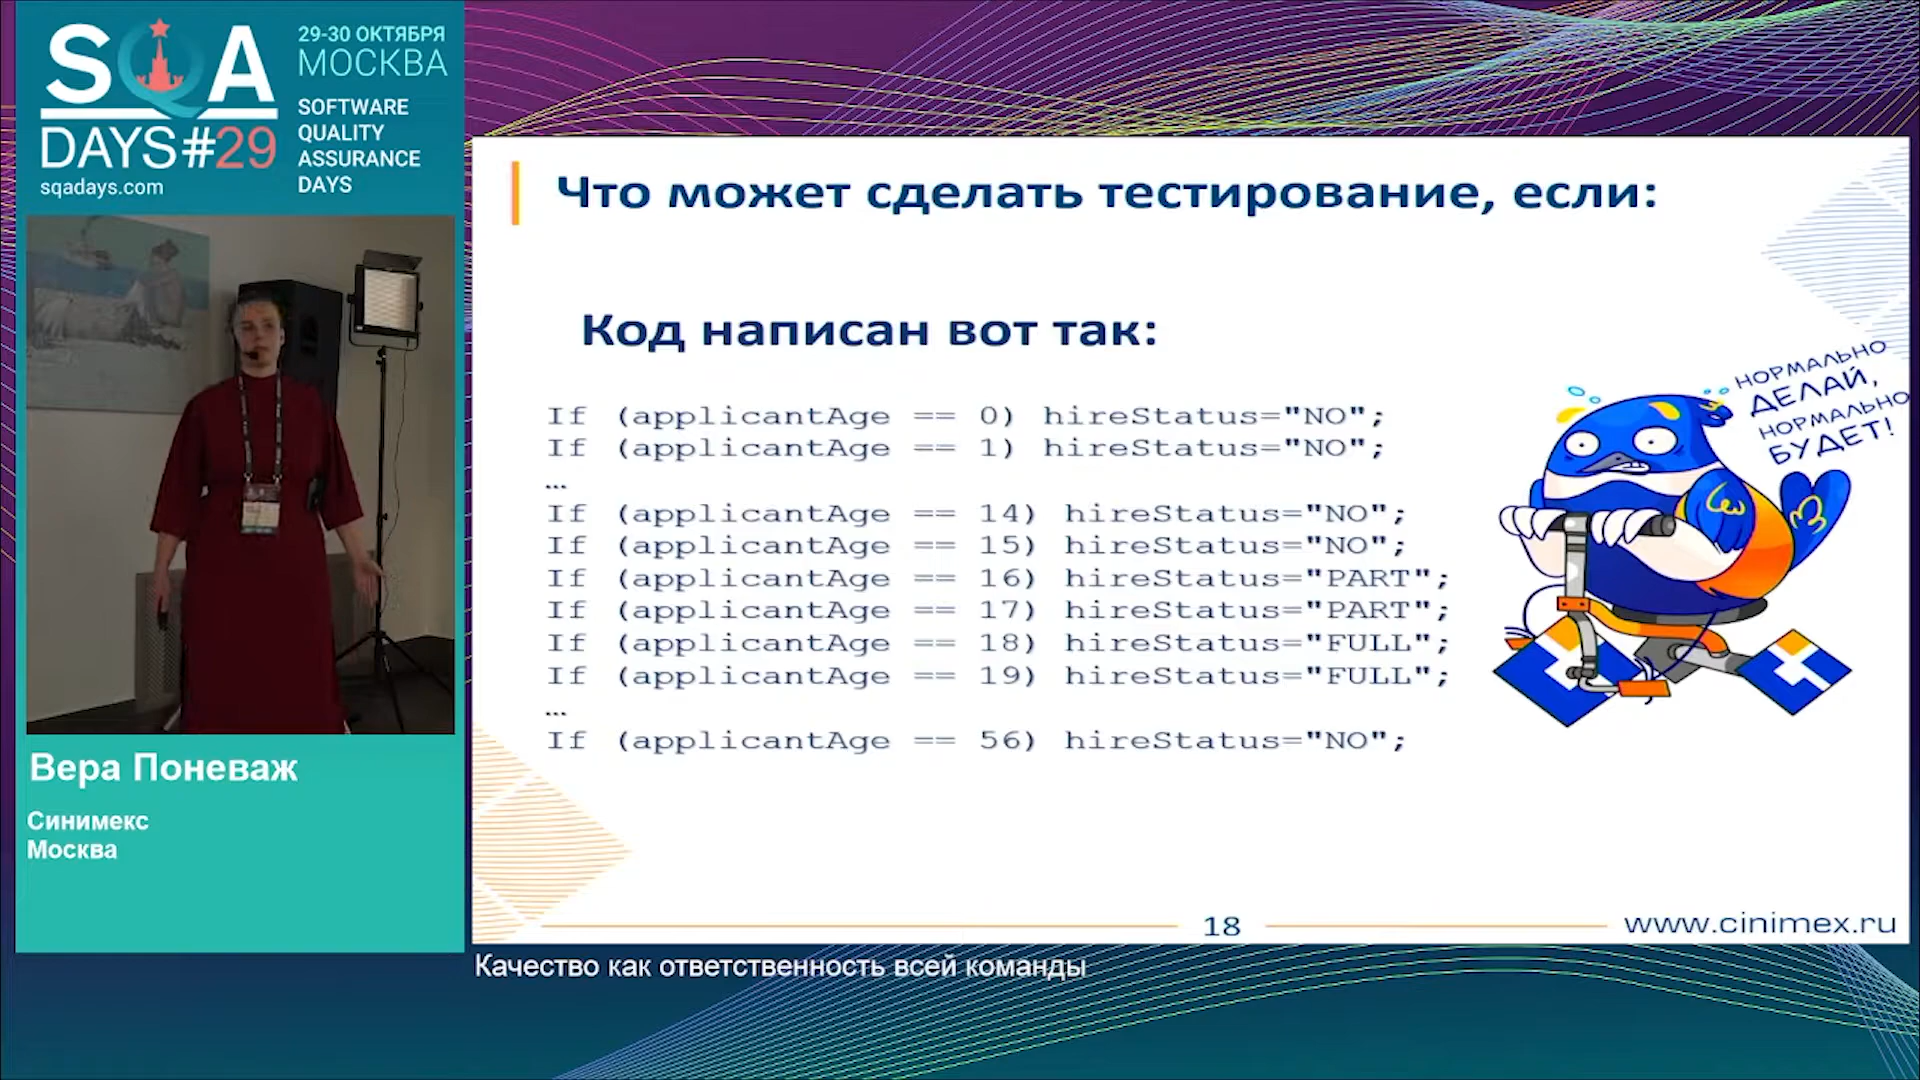 SQA
DAYS#29
sqadays.com
29-30 ОКТЯБРЯ
МОСКВА
SOFTWARE
QUALITY
ASSURANCE
DAYS
Вера Поневаж
Синимекс
Москва
Что может сделать тестирование, если:
Код написан вот так:
If (applicantAge == 0) hireStatus="NO";
If (applicantAge == 1) hireStatus="NO";
…
If (applicantAge == 14) hireStatus="NO";
If (applicantAge == 15) hireStatus="NO";
If (applicantAge == 16) hireStatus="PART";
If (applicantAge == 17) hireStatus="PART";
If (applicantAge == 18) hireStatus="FULL";
If (applicantAge == 19) hireStatus="FULL";
…
If (applicantAge == 56) hireStatus="NO";
НОРМАЛЬНО
ДЕЛАЙ,
НОРМАЛЬНО
БУДЕТ!
18
www.cinimex.ru
Качество как ответственность всей команды